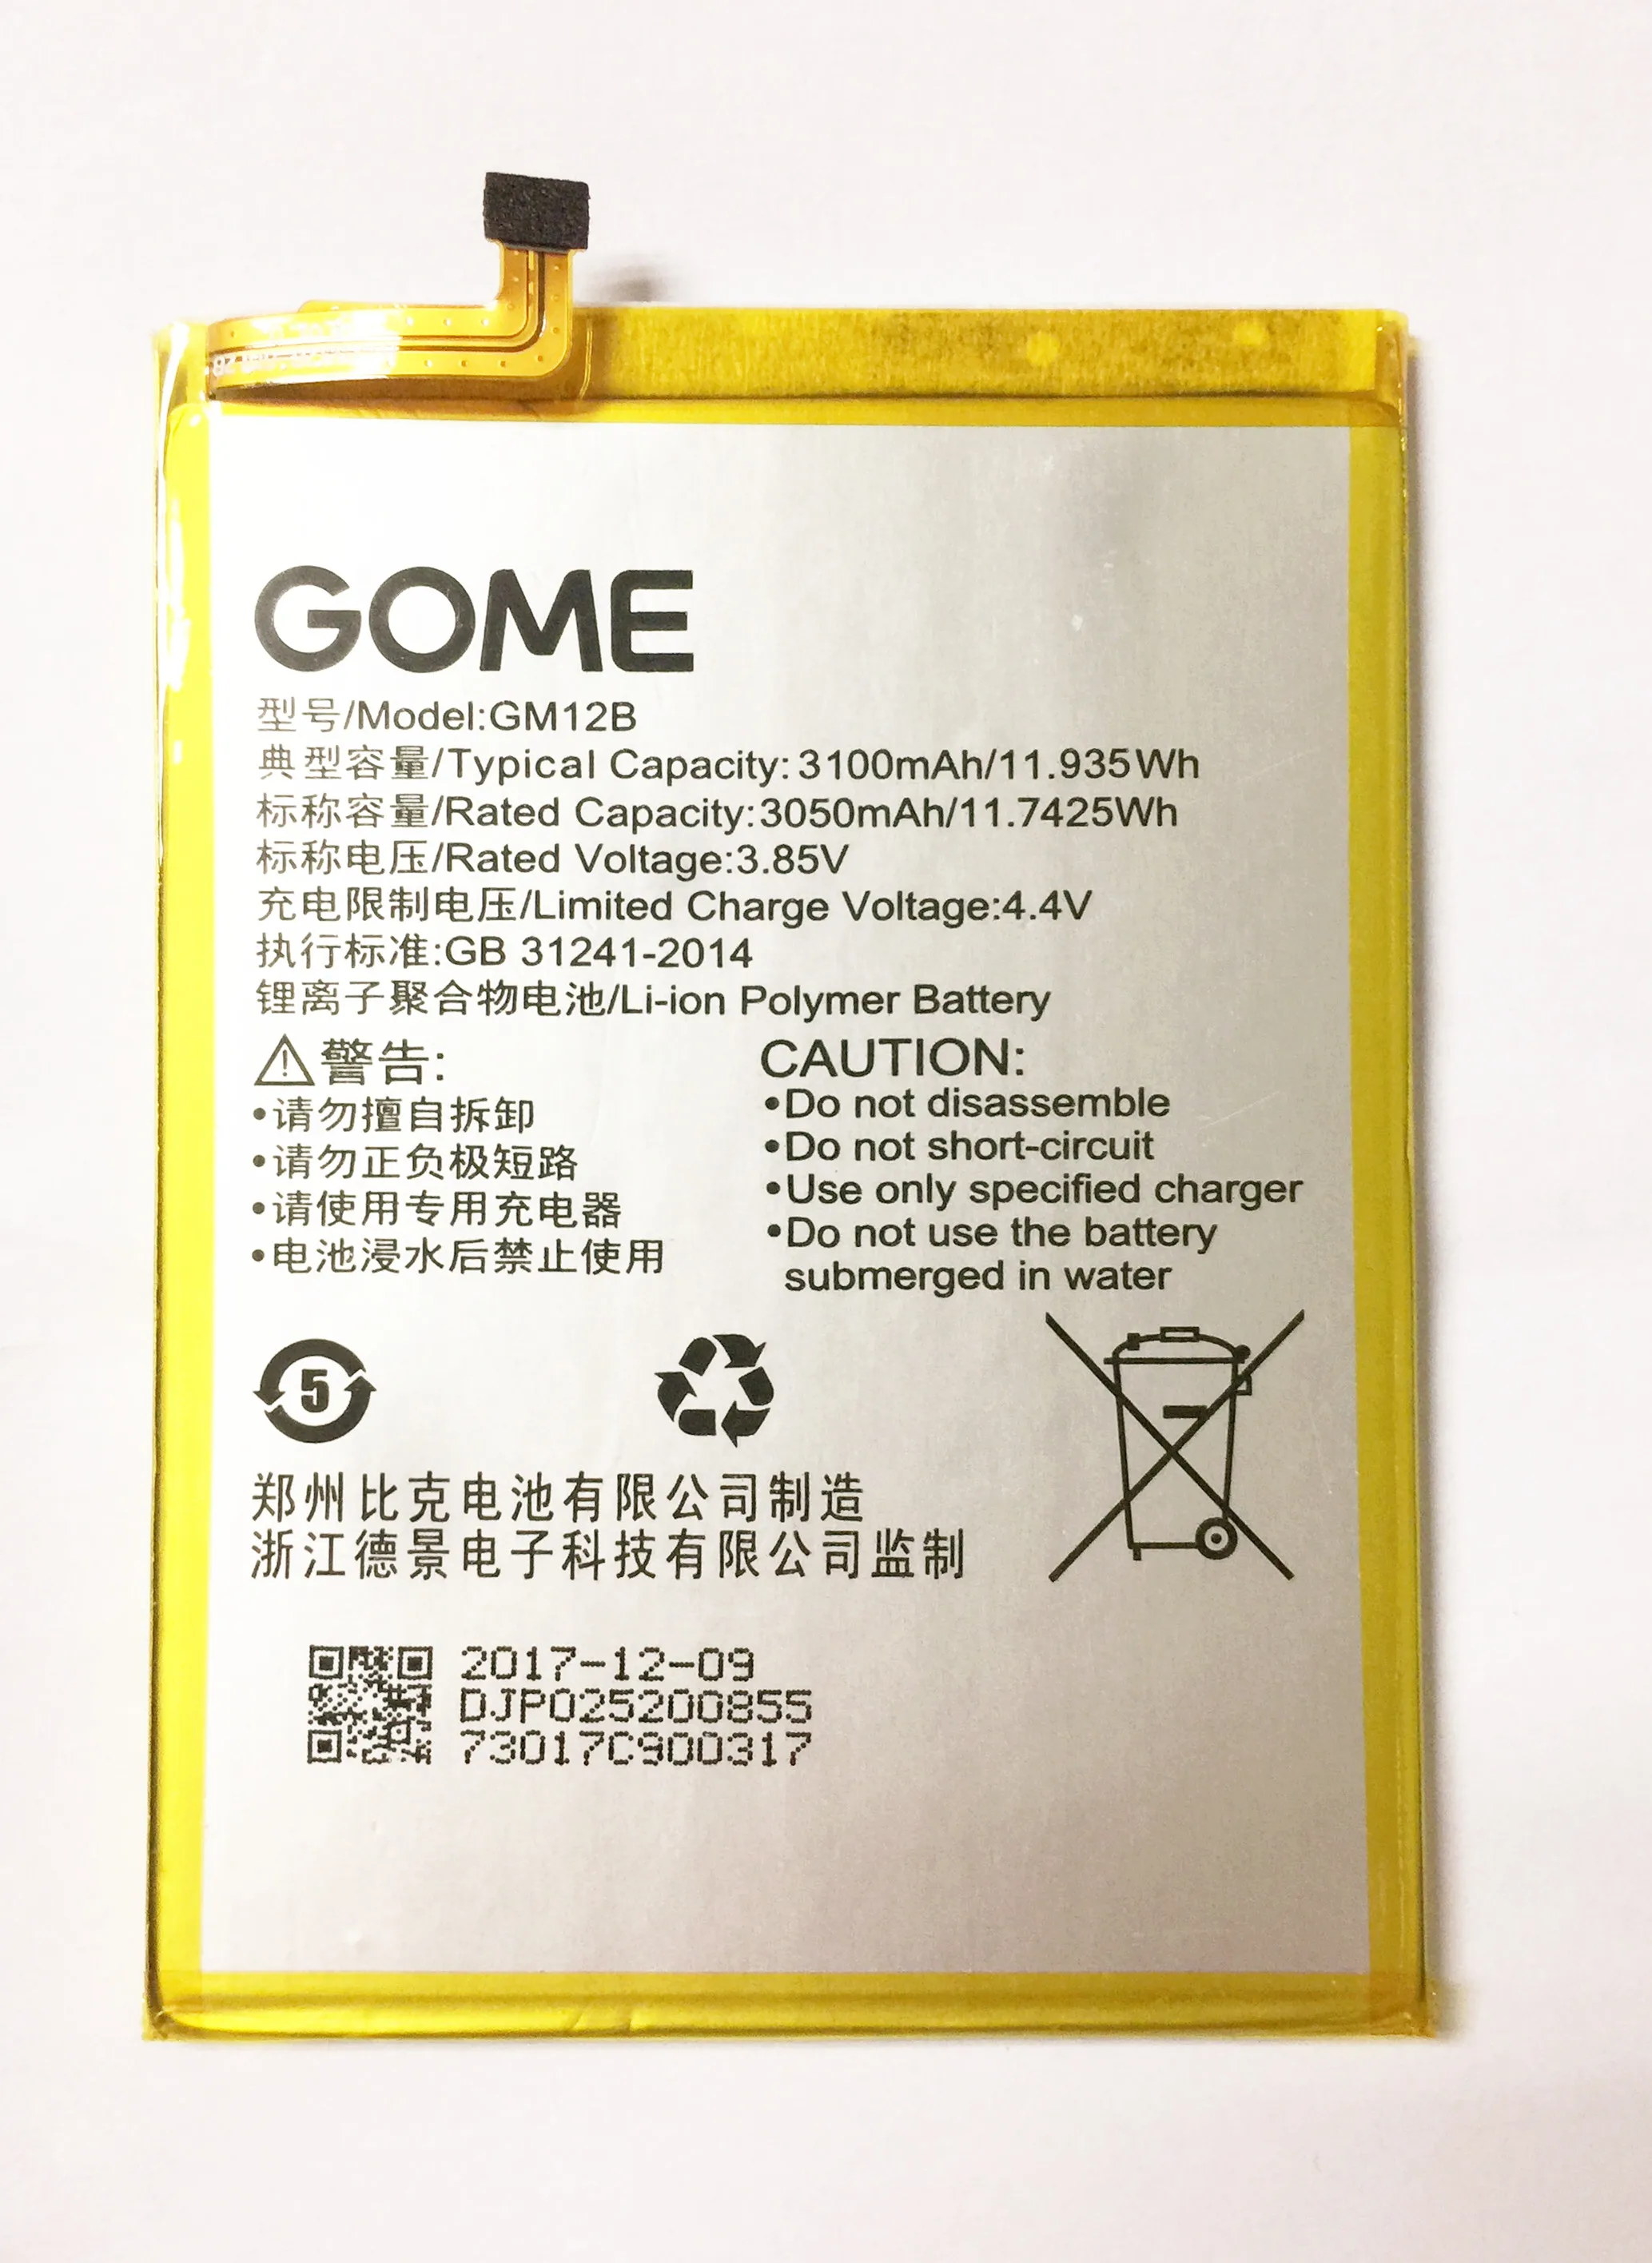 GOME
型号/Model:GM12B
典型容量/Typical Capacity:3100mAh/11.935Wh
标称容量/Rated Capacity:3050mAh/11.7425Wh
标称电压/Rated Voltage:3.85V
充电限制电压/Limited Charge Voltage:4.4V
执行标准:GB 31241-2014
锂离子聚合物电池/Li-ion Polymer Battery
警告:
•请勿擅自拆卸
•请勿正负极短路
•请使用专用充电器
•电池浸水后禁止使用
CAUTION:
•Do not disassemble
•Do not short-circuit
•Use only specified charger
•Do not use the battery
submerged in water
5
郑州比克电池有限公司制造
浙江德景电子科技有限公司监制
2017-12-09
DJP025200855
73017C900317